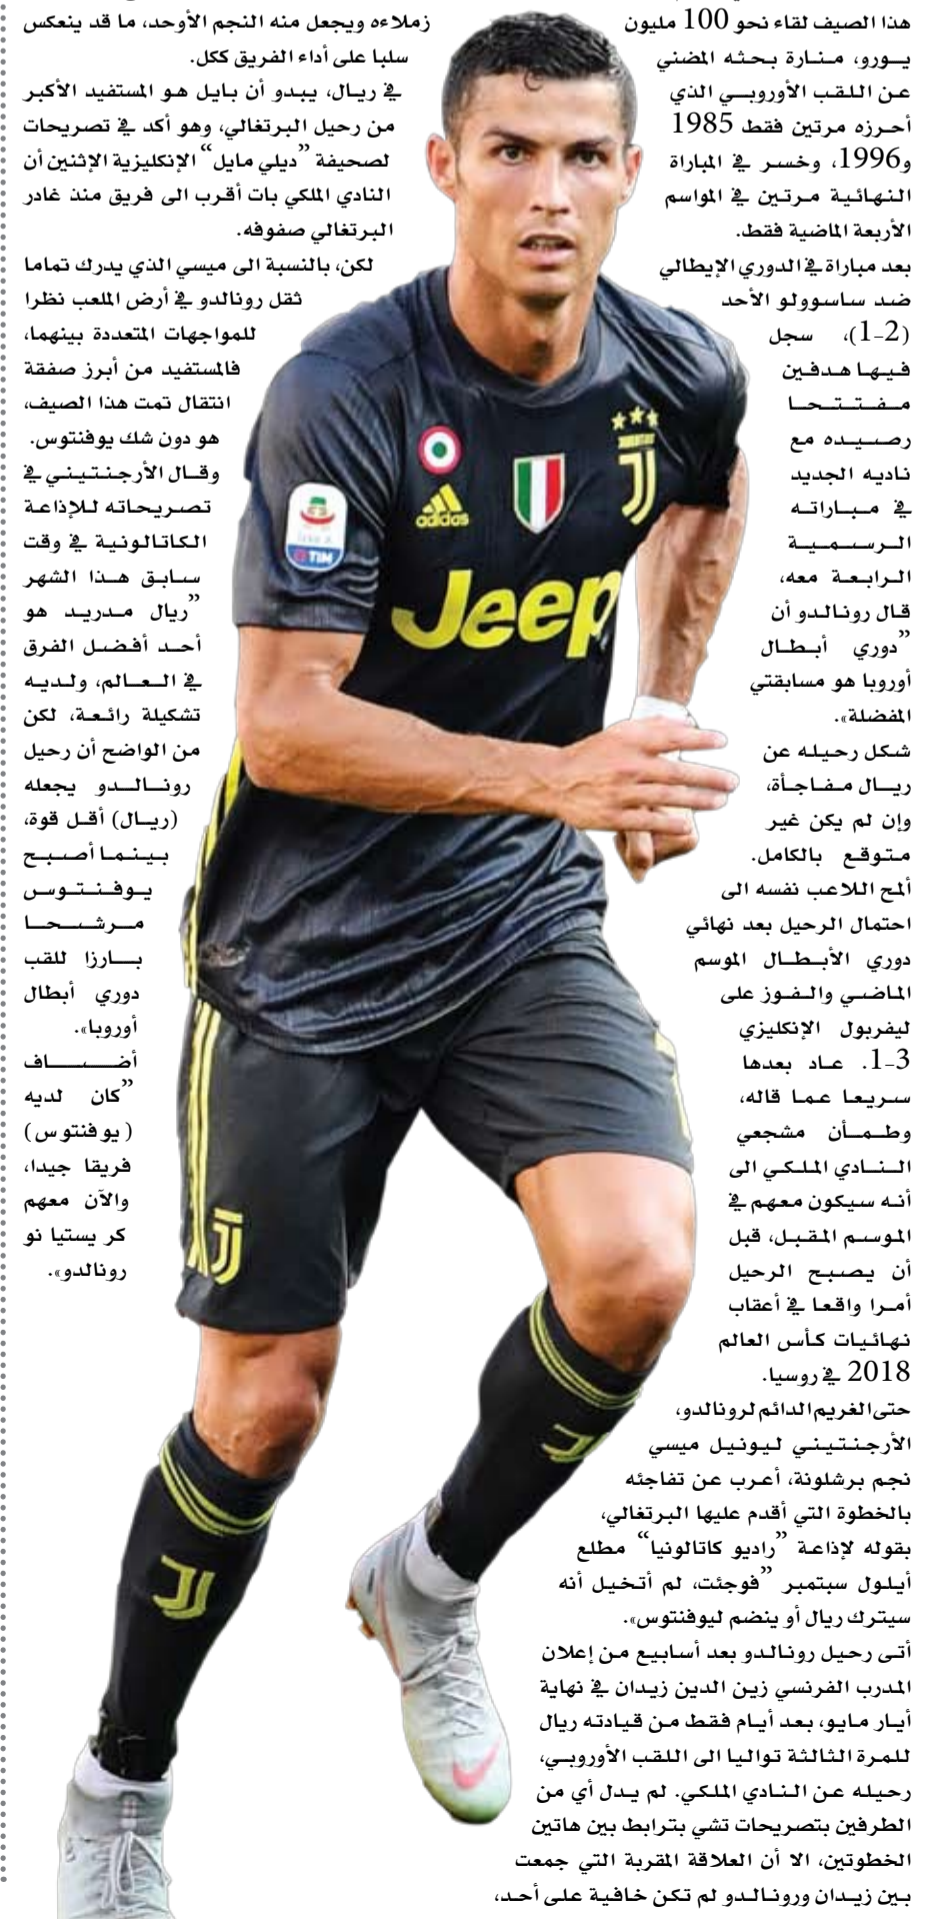 هذا الصيف لقاء نحو 100 مليون
يورو، منارة بحثه المضني
عن اللقب الأوروبي الذي
أحرزه مرتين فقط 1985
و1996، وخسر في المباراة
النهائية مرتين في المواسم
الأربعة الماضية فقط.
بعد مباراة في الدوري الإيطالي
ضد ساسوولو الأحد
(2-1)، سجل
فيها هدفين
مفتتحا
رصيده مع
ناديه الجديد
في مباراته
الرسمية
الرابعة معه،
قال رونالدو أن
”دوري أبطال
أوروبا هو مسابقتي
المفضلة».
شكل رحيله عن
ريال مفاجأة،
وإن لم يكن غير
متوقع بالكامل.
ألمح اللاعب نفسه الى
احتمال الرحيل بعد نهائي
دوري الأبطال الموسم
الماضي والفوز على
ليفربول الإنكليزي
3-1. عاد بعدها
سريعا عما قاله،
وطمأن مشجعي
النادي الملكي الى
أنه سيكون معهم في
الموسم المقبل، قبل
أن يصبح الرحيل
أمرا واقعا في أعقاب
نهائيات كأس العالم
2018 في روسيا.
حتى الغريم الدائم لرونالدو،
الأرجنتيني ليونيل ميسي
نجم برشلونة، أعرب عن تفاجئه
بالخطوة التي أقدم عليها البرتغالي،
بقوله لإذاعة ”راديو كاتالونيا“ مطلع
أيلول سبتمبر ”فوجئت، لم أتخيل أنه
سيترك ريال أو ينضم ليوفنتوس».
أتى رحيل رونالدو بعد أسابيع من إعلان
المدرب الفرنسي زين الدين زيدان في نهاية
أيار مايو، بعد أيام فقط من قيادته ريال
للمرة الثالثة تواليا الى اللقب الأوروبي،
رحيله عن النادي الملكي. لم يدل أي من
الطرفين بتصريحات تشي بترابط بين هاتين
الخطوتين، الا أن العلاقة المقربة التي جمعت
بين زيدان ورونالدو لم تكن خافية على أحد،
زملاءه ويجعل منه النجم الأوحد، ما قد ينعكس
سلبا على أداء الفريق ككل.
في ريال، يبدو أن بايل هو المستفيد الأكبر
من رحيل البرتغالي، وهو أكد في تصريحات
لصحيفة ”ديلي مايل“ الإنكليزية الإثنين أن
النادي الملكي بات أقرب الى فريق منذ غادر
البرتغالي صفوفه.
لكن، بالنسبة الى ميسي الذي يدرك تماما
ثقل رونالدو في أرض الملعب نظرا
للمواجهات المتعددة بينهما،
فالمستفيد من أبرز صفقة
انتقال تمت هذا الصيف،
هو دون شك يوفنتوس.
وقال الأرجنتيني في
تصريحاته للإذاعة
الكاتالونية في وقت
سابق هذا الشهر
”ريال مدريد هو
أحد أفضل الفرق
في العالم، ولديه
تشكيلة رائعة، لكن
من الواضح أن رحيل
رونالدو يجعله
(ريال) أقل قوة،
بينما أصبح
يوفنتوس
مرشحا
بارزا للقب
دوري أبطال
أوروبا».
أضاف
”كان لديه
(يوفنتوس)
فريقا جيدا،
والآن معهم
كريستيانو
رونالدو».
JUVENTUS
adidas
TIM
Jeep